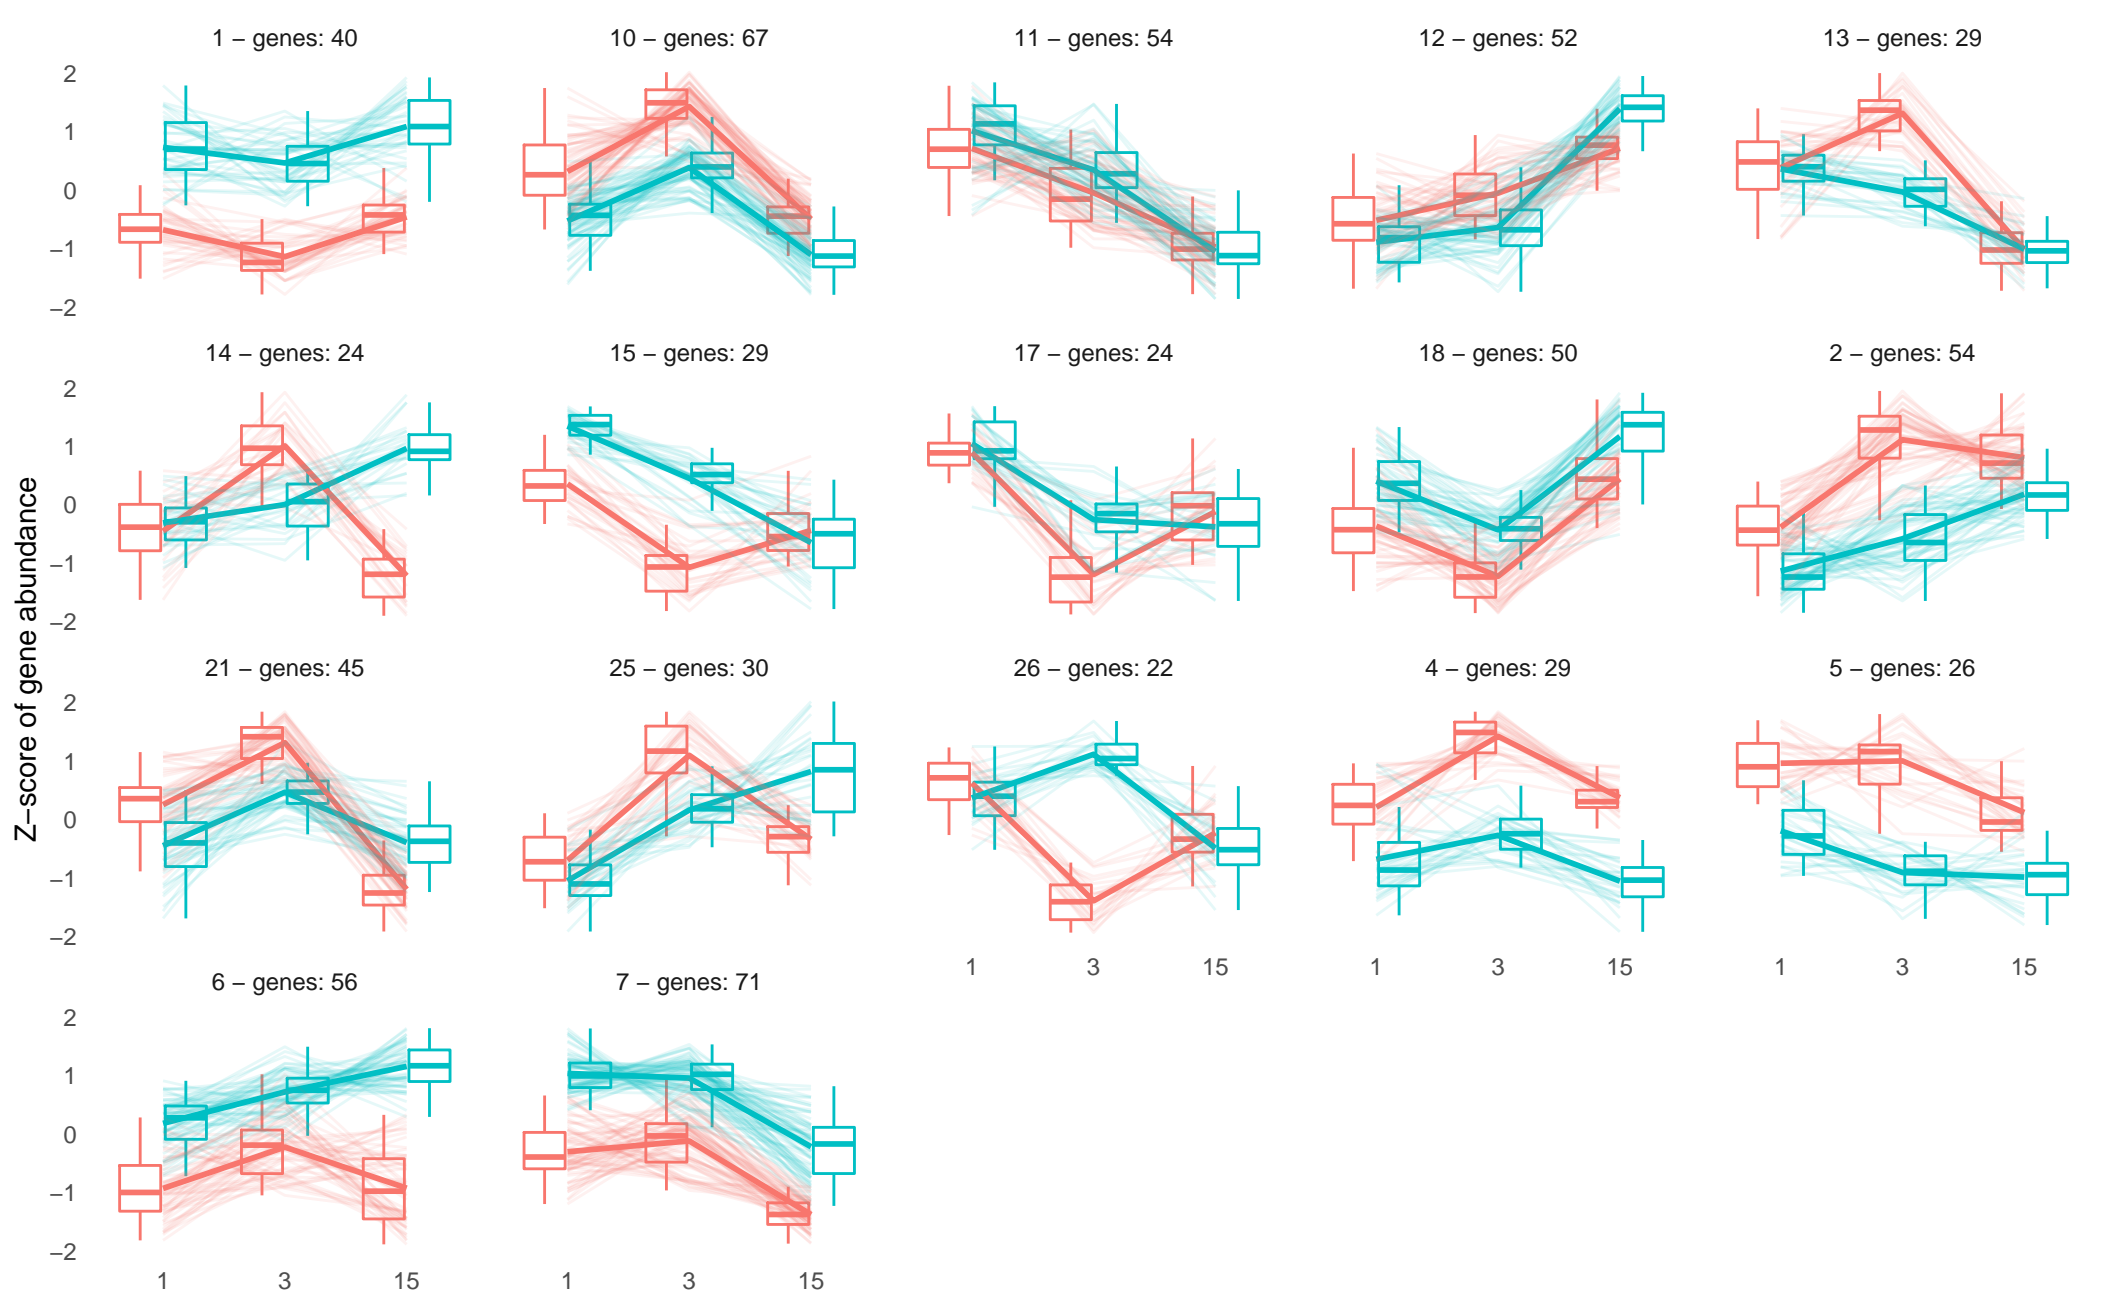 1 – genes: 40
10 – genes: 67
11 – genes: 54
12 – genes: 52
13 – genes: 29
2
1
0
–1
–2
14 – genes: 24
15 – genes: 29
17 – genes: 24
18 – genes: 50
2 – genes: 54
2
1
0
–1
–2
Z–score of gene abundance
21 – genes: 45
25 – genes: 30
26 – genes: 22
4 – genes: 29
5 – genes: 26
2
1
0
–1
–2
1 3 15
1 3 15
1 3 15
6 – genes: 56
7 – genes: 71
2
1
0
–1
–2
1 3 15
1 3 15